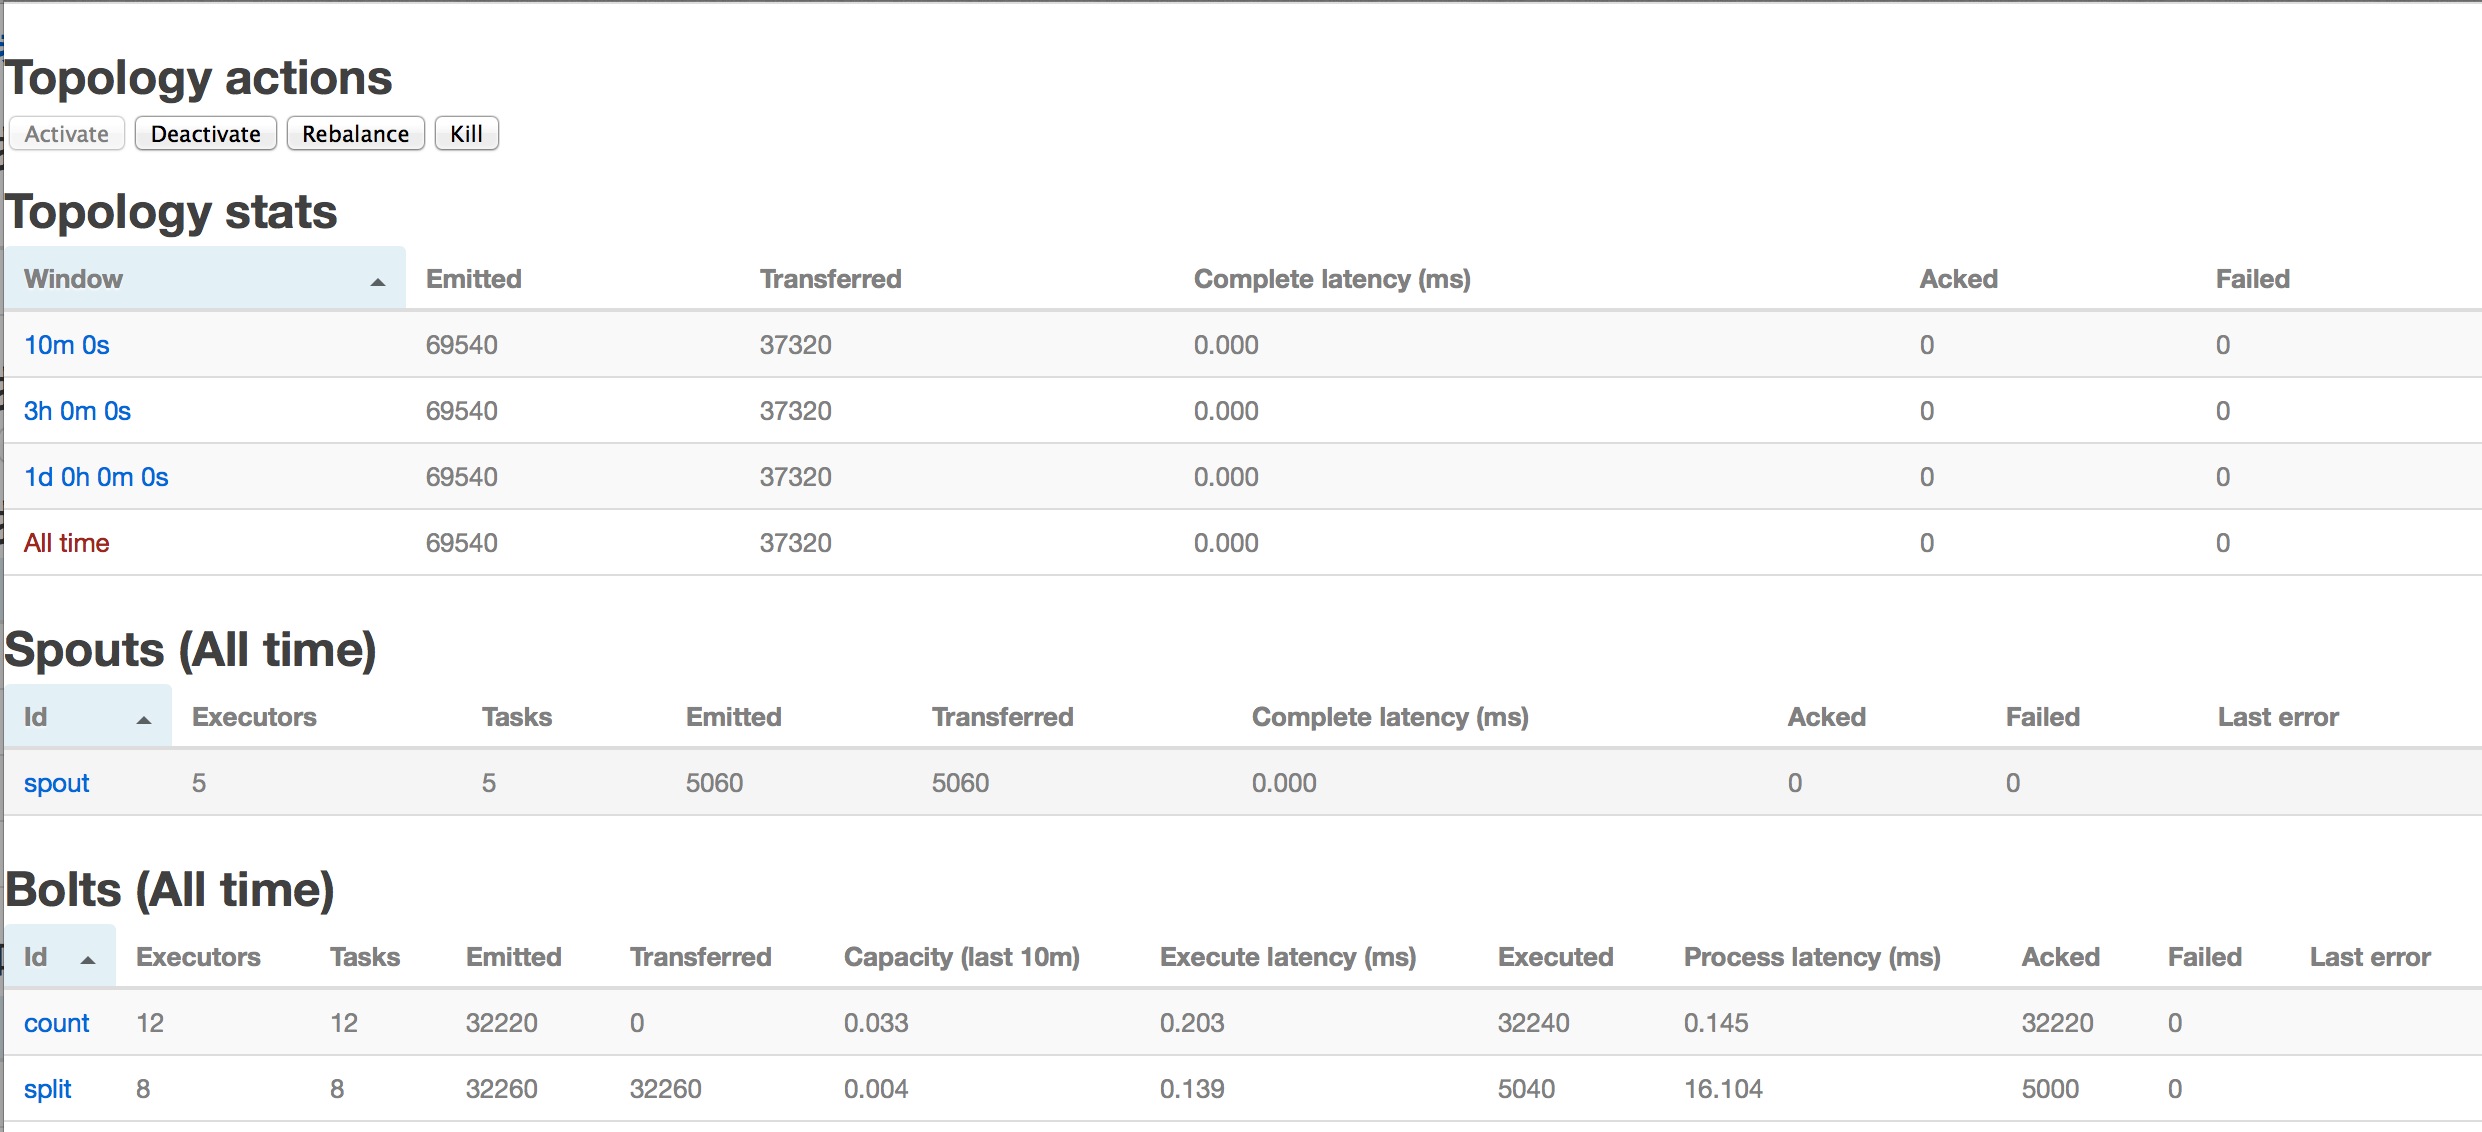 Topology actions
Activate Deactivate Rebalance Kill
Topology stats
Window Emitted Transferred Complete latency (ms) Acked Failed
10m 0s 69540 37320 0.000 0 0
3h 0m 0s 69540 37320 0.000 0 0
1d 0h 0m 0s 69540 37320 0.000 0 0
All time 69540 37320 0.000 0 0
Spouts (All time)
Id Executors Tasks Emitted Transferred Complete latency (ms) Acked Failed Last error
spout 5 5 5060 5060 0.000 0 0
Bolts (All time)
Id Executors Tasks Emitted Transferred Capacity (last 10m) Execute latency (ms) Executed Process latency (ms) Acked Failed Last error
count 12 12 32220 0 0.033 0.203 32240 0.145 32220 0
split 8 8 32260 32260 0.004 0.139 5040 16.104 5000 0